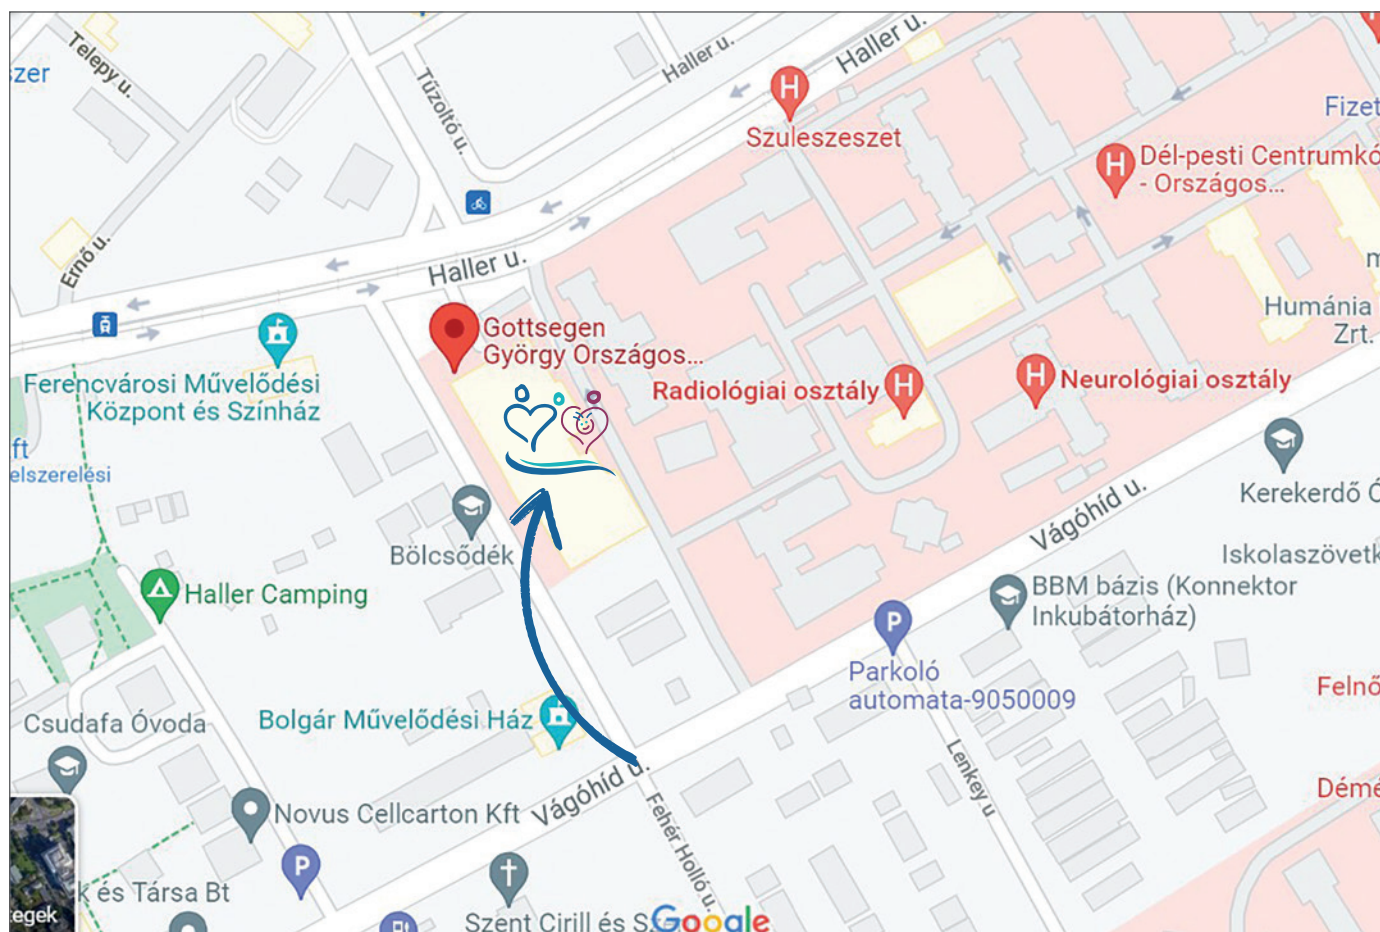 Telepy u.
szer
Tűzoltó u.
Haller u.
Haller u.
H
Szuleszeszet
Fizet
H
Dél-pesti Centrumkó
- Országos...
Ernő u.
Haller u.
Humánia
Zrt.
Gottsegen
György Országos...
Ferencvárosi Művelődési
Központ és Színház
Radiológiai osztály
H
H
Neurológiai osztály
ft
elszerelési
Kerekerdő Ó
Vágóhíd u.
Bölcsődék
Iskolaszövetk
Haller Camping
BBM bázis (Konnektor
Inkubátorház)
P
Parkoló
automata-9050009
Felnő
Csudafa Óvoda
Bolgár Művelődési Ház
Lenkey u
Démé
Novus Cellcarton Kft
Vágóhíd u.
Fehér Holló u.
P
k és Társa Bt
egek
Szent Cirill és Sz
Google